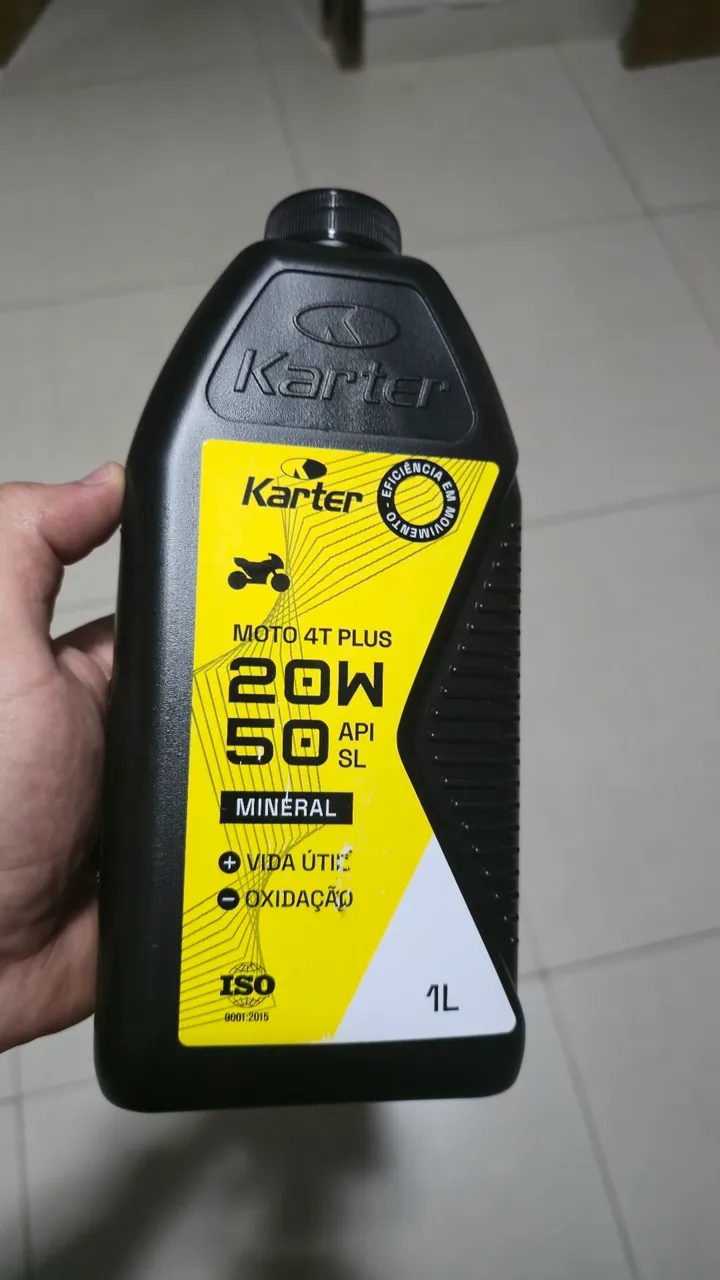 Karter
Karter
EFICIÊNCIA EM MOVIMENTO -
MOTO 4T PLUS
20W
50
API
SL
MINERAL
+ VIDA ÚTIL
- OXIDAÇÃO
ISO
9001:2015
1L